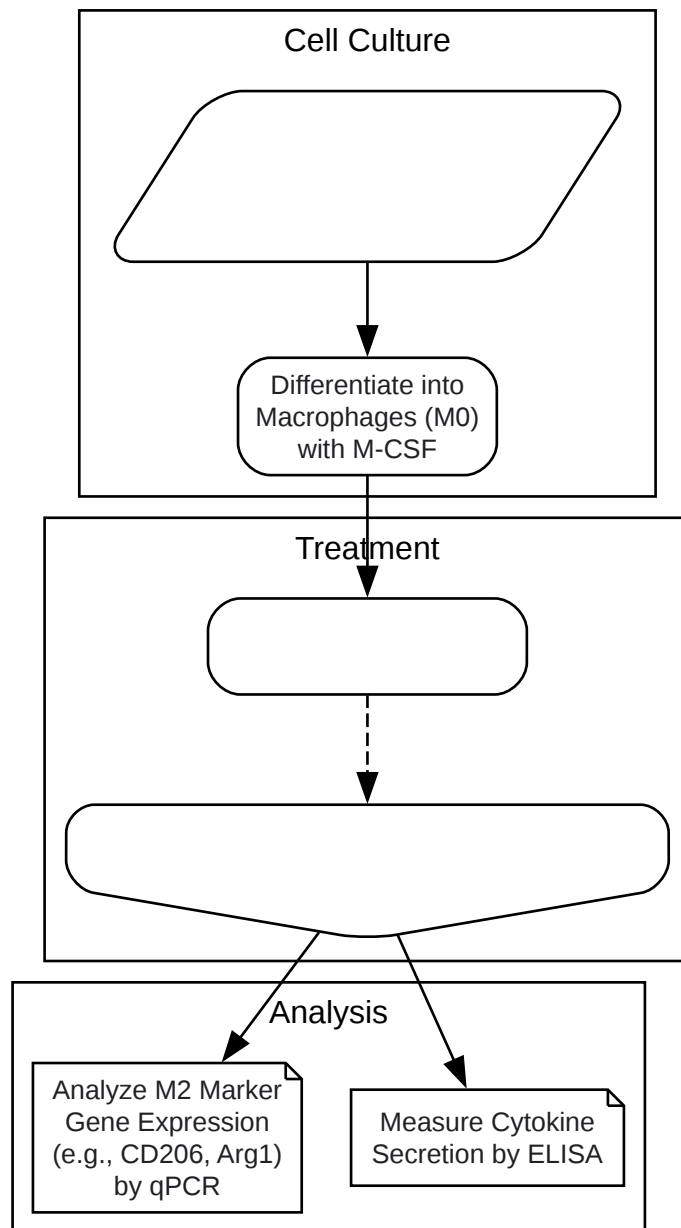 Cell Culture
Differentiate into
Macrophages (M0)
with M-CSF
Treatment
Analysis
Analyze M2 Marker
Gene Expression
(e.g., CD206, Arg1)
by qPCR
Measure Cytokine
Secretion by ELISA